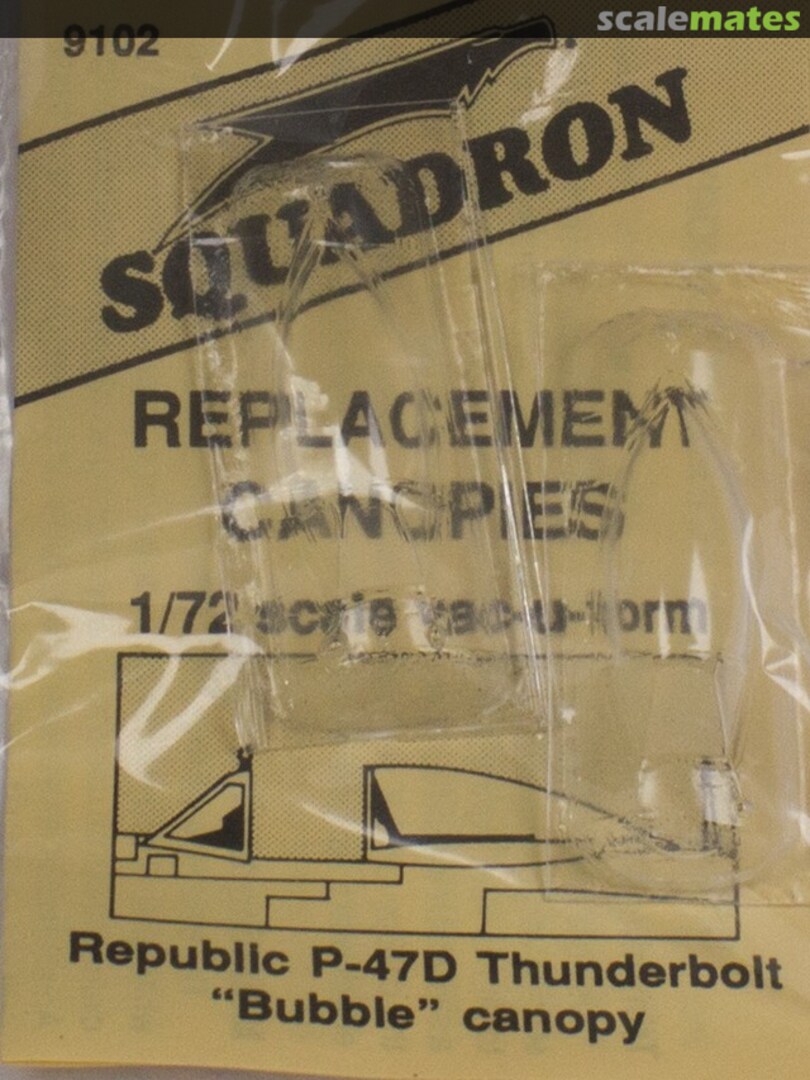 scalemates
9102
SQUADRON
REPLACEMENT
CANOPIES
1/72 scale vac-u-form
Republic P-47D Thunderbolt
“Bubble” canopy